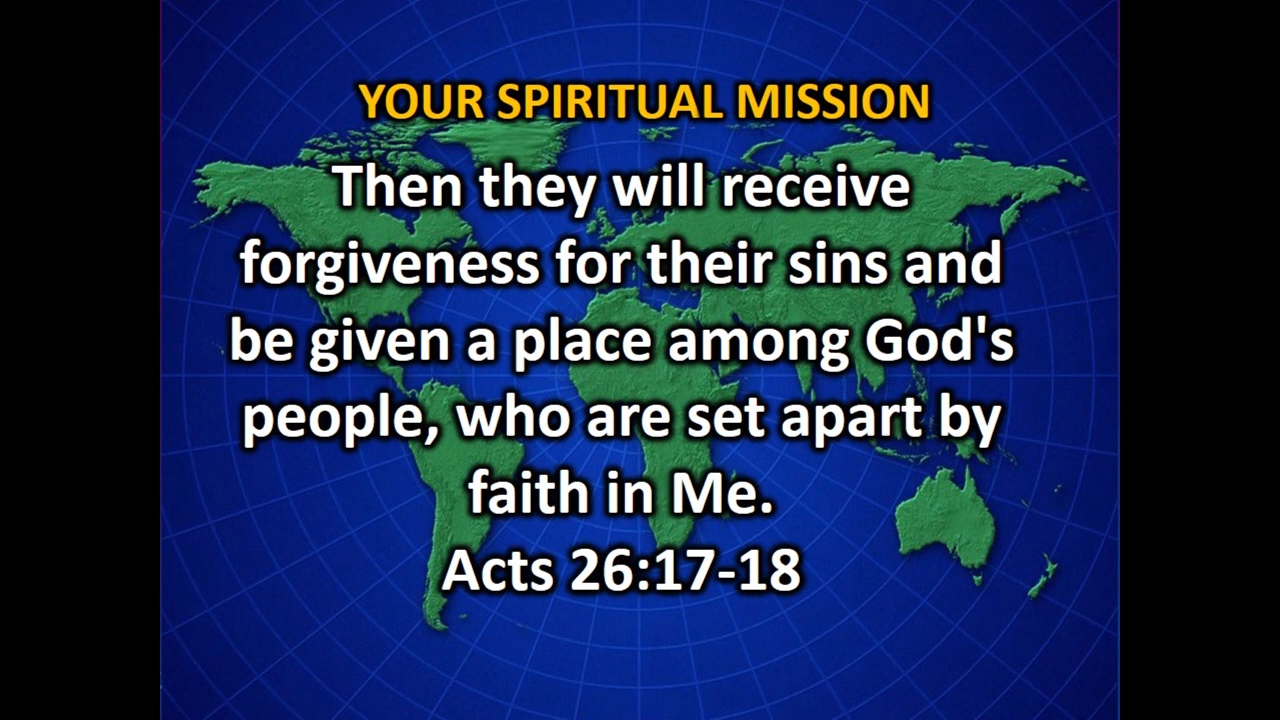 YOUR SPIRITUAL MISSION
Then they will receive
forgiveness for their sins and
be given a place among God's
people, who are set apart by
faith in Me.
Acts 26:17-18